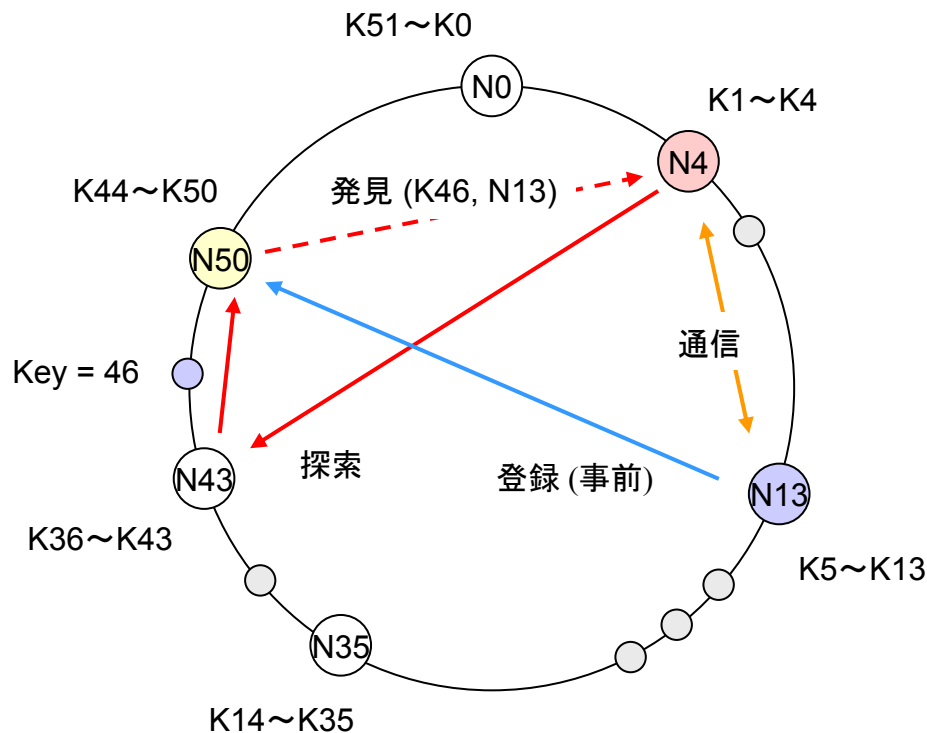 K51～K0
N0
K1～K4
N4
K44～K50
発見 (K46, N13)
N50
通信
Key = 46
N43
探索
登録 (事前)
N13
K36～K43
K5～K13
N35
K14～K35